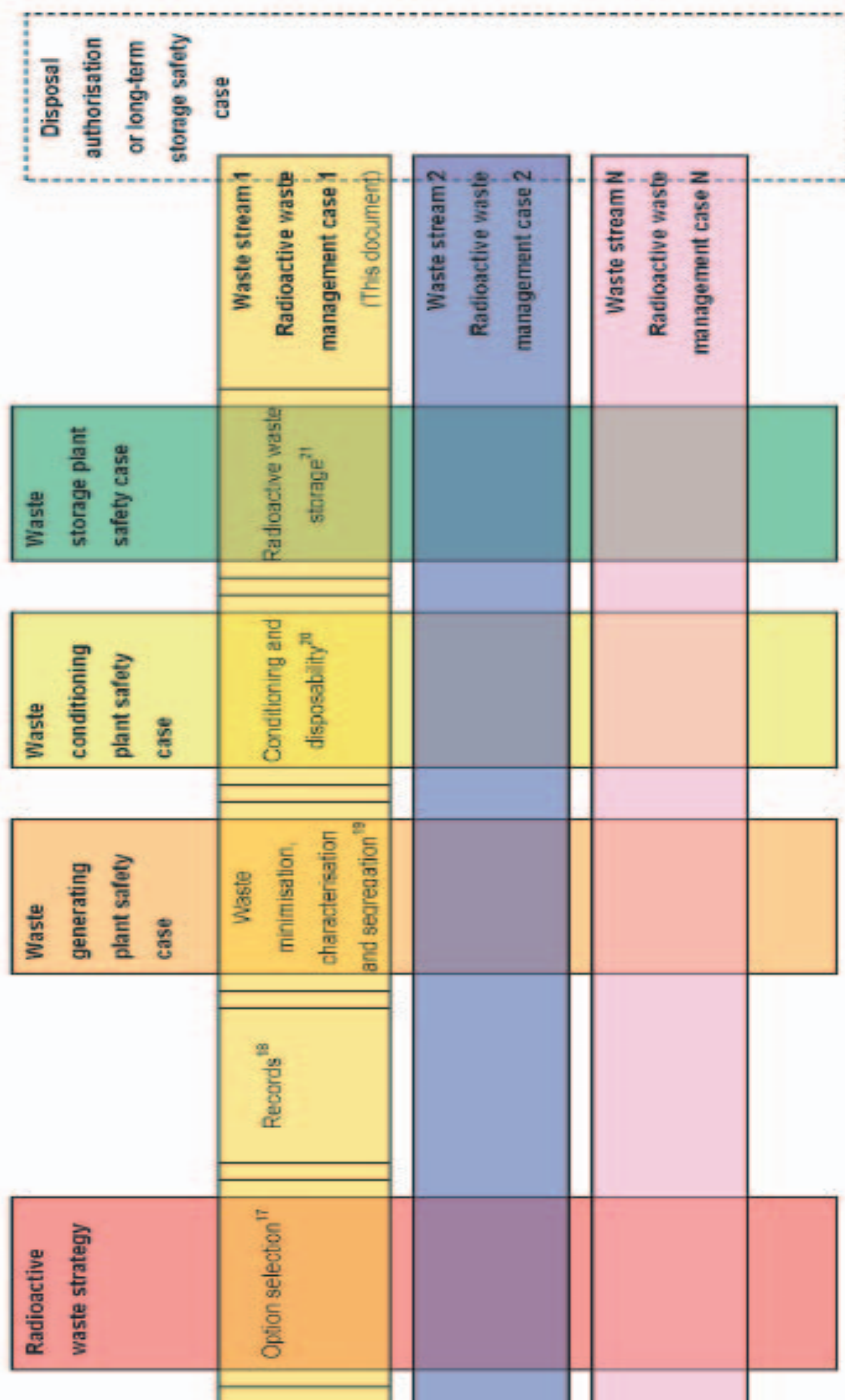 Radioactive
waste strategy
Waste
generating
plant safety
case
Waste
conditioning
plant safety
case
Waste
storage plant
safety case
Disposal
authorisation
or long-term
storage safety
case
Option selection17
Records18
Waste
minimisation,
characterisation
and segregation19
Conditioning and
disposability20
Radioactive waste
storage21
Waste stream 1
Radioactive waste
management case 1
(This document)
Waste stream 2
Radioactive waste
management case 2
Waste stream N
Radioactive waste
management case N